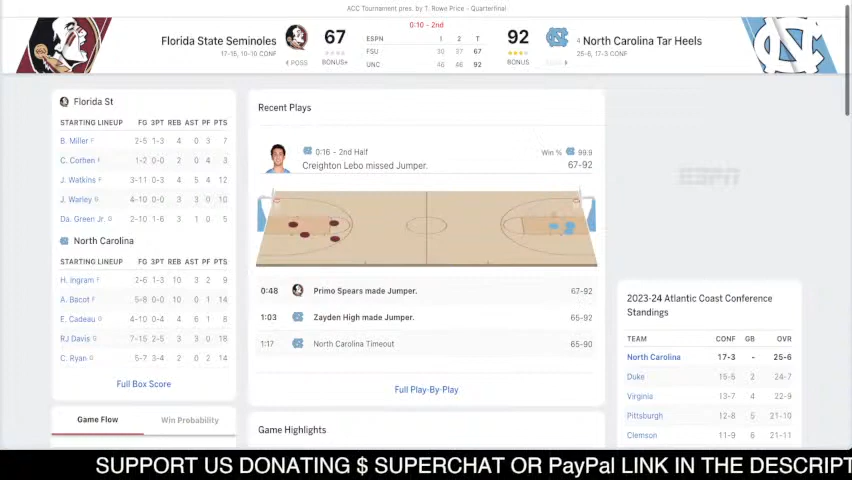 ACC Tournament pres. by T. Rowe Price - Quarterfinal
Florida State Seminoles
17-15, 10-10 CONF
POSS
67
BONUS+
0:10 - 2nd
ESPN 1 2 T
FSU 30 37 67
UNC 46 46 92
92
BONUS
4 North Carolina Tar Heels
25-6, 17-3 CONF
Florida St
STARTING LINEUP FG 3PT REB AST PF PTS
B. Miller F 2-5 1-3 4 0 3 7
C. Corhen F 1-2 0-0 2 0 4 3
J. Watkins F 3-11 0-3 4 5 4 12
J. Warley G 4-10 0-0 3 3 0 10
Da. Green Jr. G 2-10 1-6 3 1 0 5
North Carolina
STARTING LINEUP FG 3PT REB AST PF PTS
H. Ingram F 2-6 1-3 10 3 2 9
A. Bacot F 5-8 0-0 10 0 1 14
E. Cadeau G 4-10 0-4 4 6 1 8
RJ Davis G 7-15 2-5 3 3 0 18
C. Ryan G 5-7 3-4 2 0 2 14
Full Box Score
Game Flow
Win Probability
Recent Plays
0:16 - 2nd Half
Creighton Lebo missed Jumper.
Win % 99.9
67-92
0:48 Primo Spears made Jumper. 67-92
1:03 Zayden High made Jumper. 65-92
1:17 North Carolina Timeout 65-90
Full Play-By-Play
Game Highlights
ESPN
2023-24 Atlantic Coast Conference
Standings
TEAM CONF GB OVR
North Carolina 17-3 - 25-6
Duke 15-5 2 24-7
Virginia 13-7 4 22-9
Pittsburgh 12-8 5 21-10
Clemson 11-9 6 21-11
SUPPORT US DONATING $ SUPERCHAT OR PayPal LINK IN THE DESCRIPT